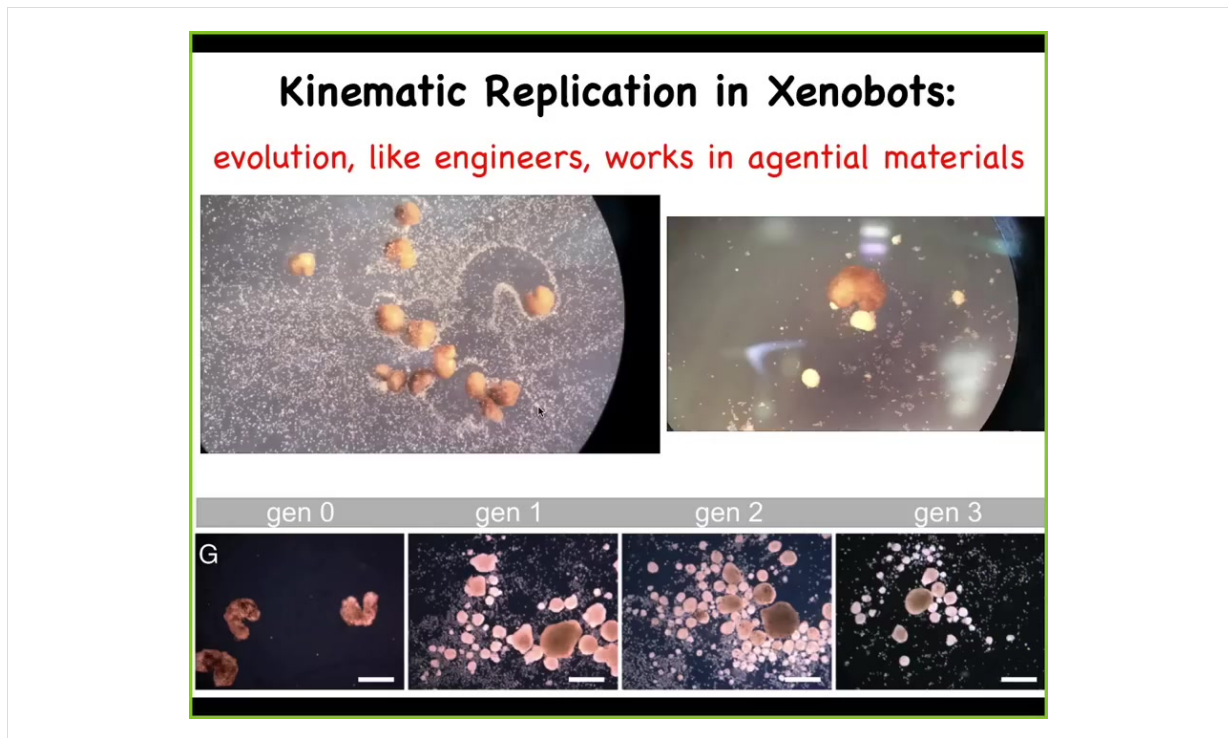 Kinematic Replication in Xenobots:
evolution, like engineers, works in agential materials
gen 0
gen 1
gen 2
gen 3
G